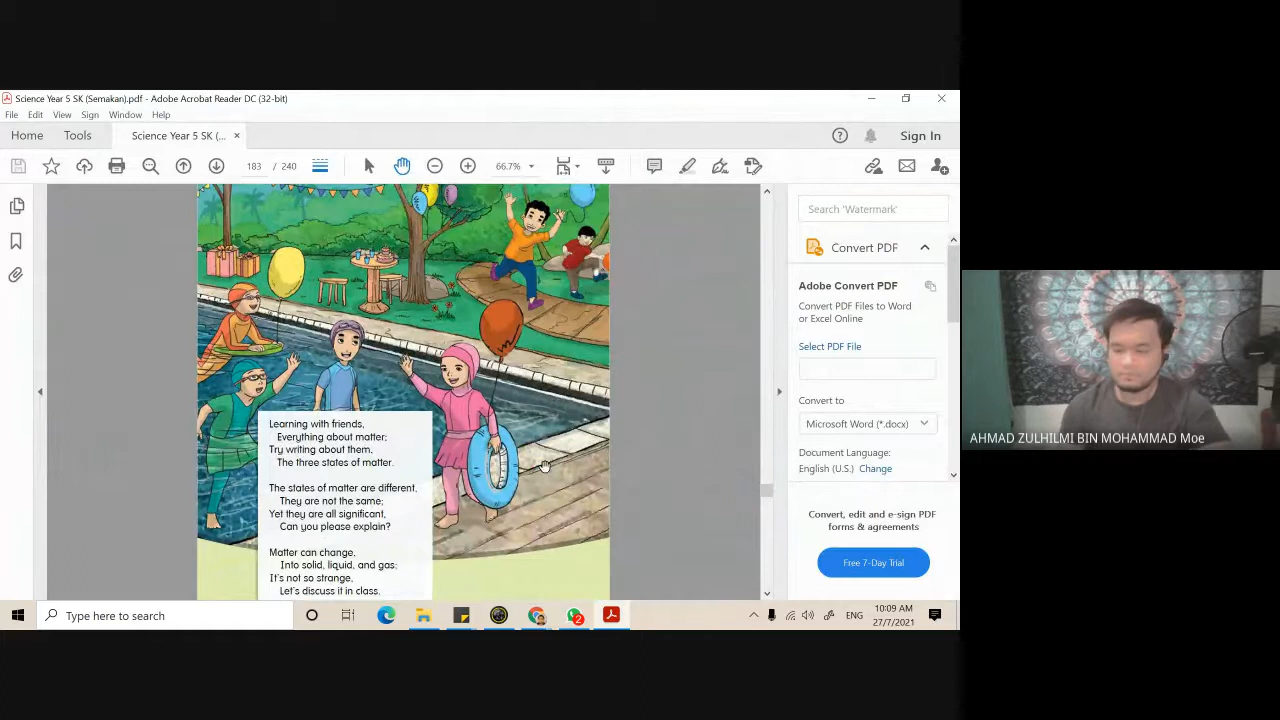 Science Year 5 SK (Semakan).pdf - Adobe Acrobat Reader DC (32-bit)
File Edit View Sign Window Help
Home Tools Science Year 5 SK (... × Sign In
183 / 240 66.7%
Search 'Watermark'
Convert PDF
Adobe Convert PDF
Convert PDF Files to Word
or Excel Online
Select PDF File
Convert to
Microsoft Word (*.docx)
Document Language:
English (U.S.) Change
Convert, edit and e-sign PDF
forms & agreements
Free 7-Day Trial
Learning with friends,
Everything about matter;
Try writing about them,
The three states of matter.
The states of matter are different,
They are not the same;
Yet they are all significant,
Can you please explain?
Matter can change,
Into solid, liquid, and gas;
It's not so strange,
Let's discuss it in class.
AHMAD ZULHILMI BIN MOHAMMAD Moe
Type here to search
2
ENG
10:09 AM
27/7/2021